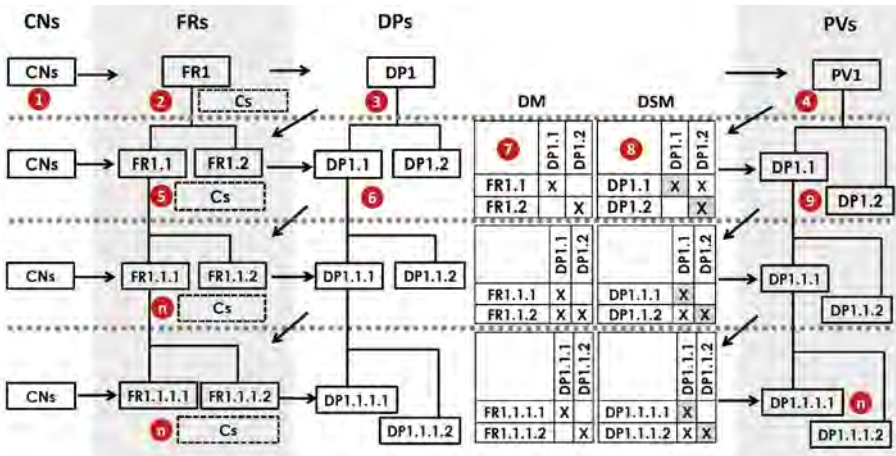 CNs FRs DPs PVs
CNs FR1 DP1 PV1
1 2 Cs 3 DM DSM 4
7 DP1.1 DP1.2 8 DP1.1 DP1.2
CNs FR1.1 FR1.2 DP1.1 DP1.2 DP1.1
5 Cs 6 FR1.1 X DP1.1 X X 9 DP1.2
FR1.2 X DP1.2 X
DP1.1 DP1.2 DP1.1 DP1.2
CNs FR1.1.1 FR1.1.2 DP1.1.1 DP1.1.2 DP1.1.1
n Cs FR1.1.1 X DP1.1.1 X
FR1.1.2 X X DP1.1.2 X X DP1.1.2
DP1.1.1 DP1.1.2 DP1.1.1 DP1.1.2
CNs FR1.1.1.1 FR1.1.1.2 DP1.1.1.1 DP1.1.1.1 n
FR1.1.1.1 X DP1.1.1.1 X
n Cs DP1.1.1.2 FR1.1.1.2 X DP1.1.1.2 X X DP1.1.1.2